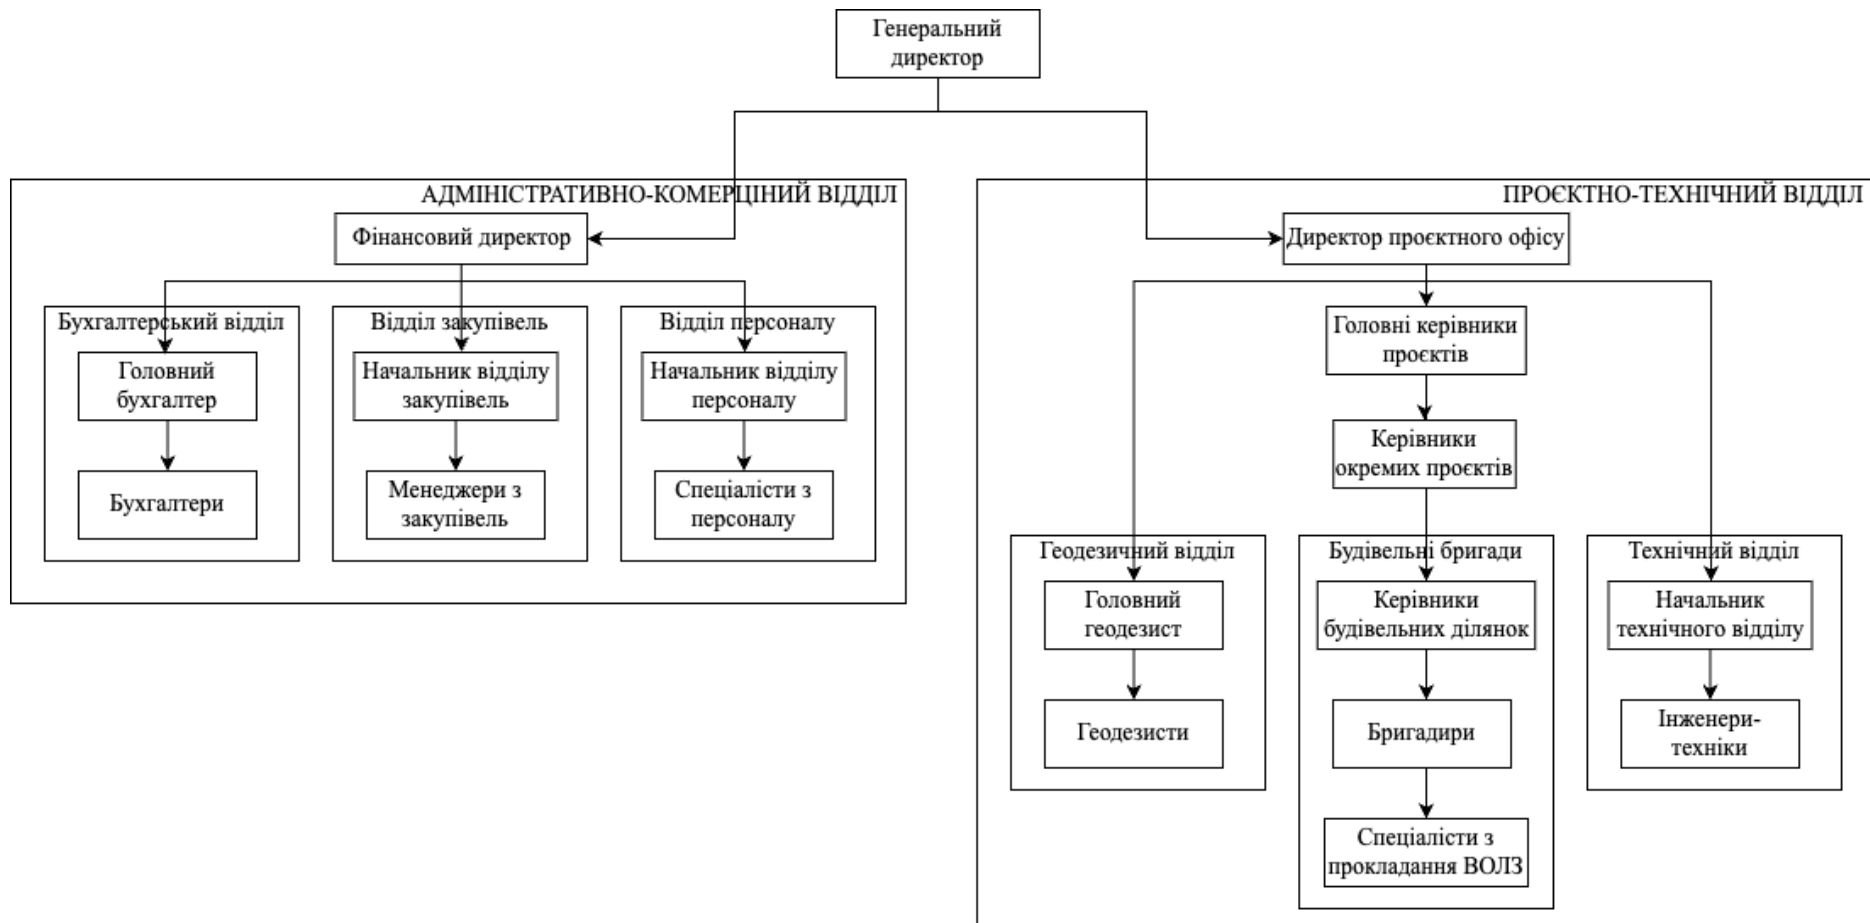 Генеральний
директор
АДМІНІСТРАТИВНО-КОМЕРЦІНИЙ ВІДДІЛ
Фінансовий директор
Бухгалтерський відділ
Головний
бухгалтер
Бухгалтери
Відділ закупівель
Начальник відділу
закупівель
Менеджери з
закупівель
Відділ персоналу
Начальник відділу
персоналу
Спеціалісти з
персоналу
ПРОЄКТНО-ТЕХНІЧНИЙ ВІДДІЛ
Директор проєктного офісу
Головні керівники
проєктів
Керівники
окремих проєктів
Геодезичний відділ
Головний
геодезист
Геодезисти
Будівельні бригади
Керівники
будівельних ділянок
Бригадири
Спеціалісти з
прокладання ВОЛЗ
Технічний відділ
Начальник
технічного відділу
Інженери-
техніки